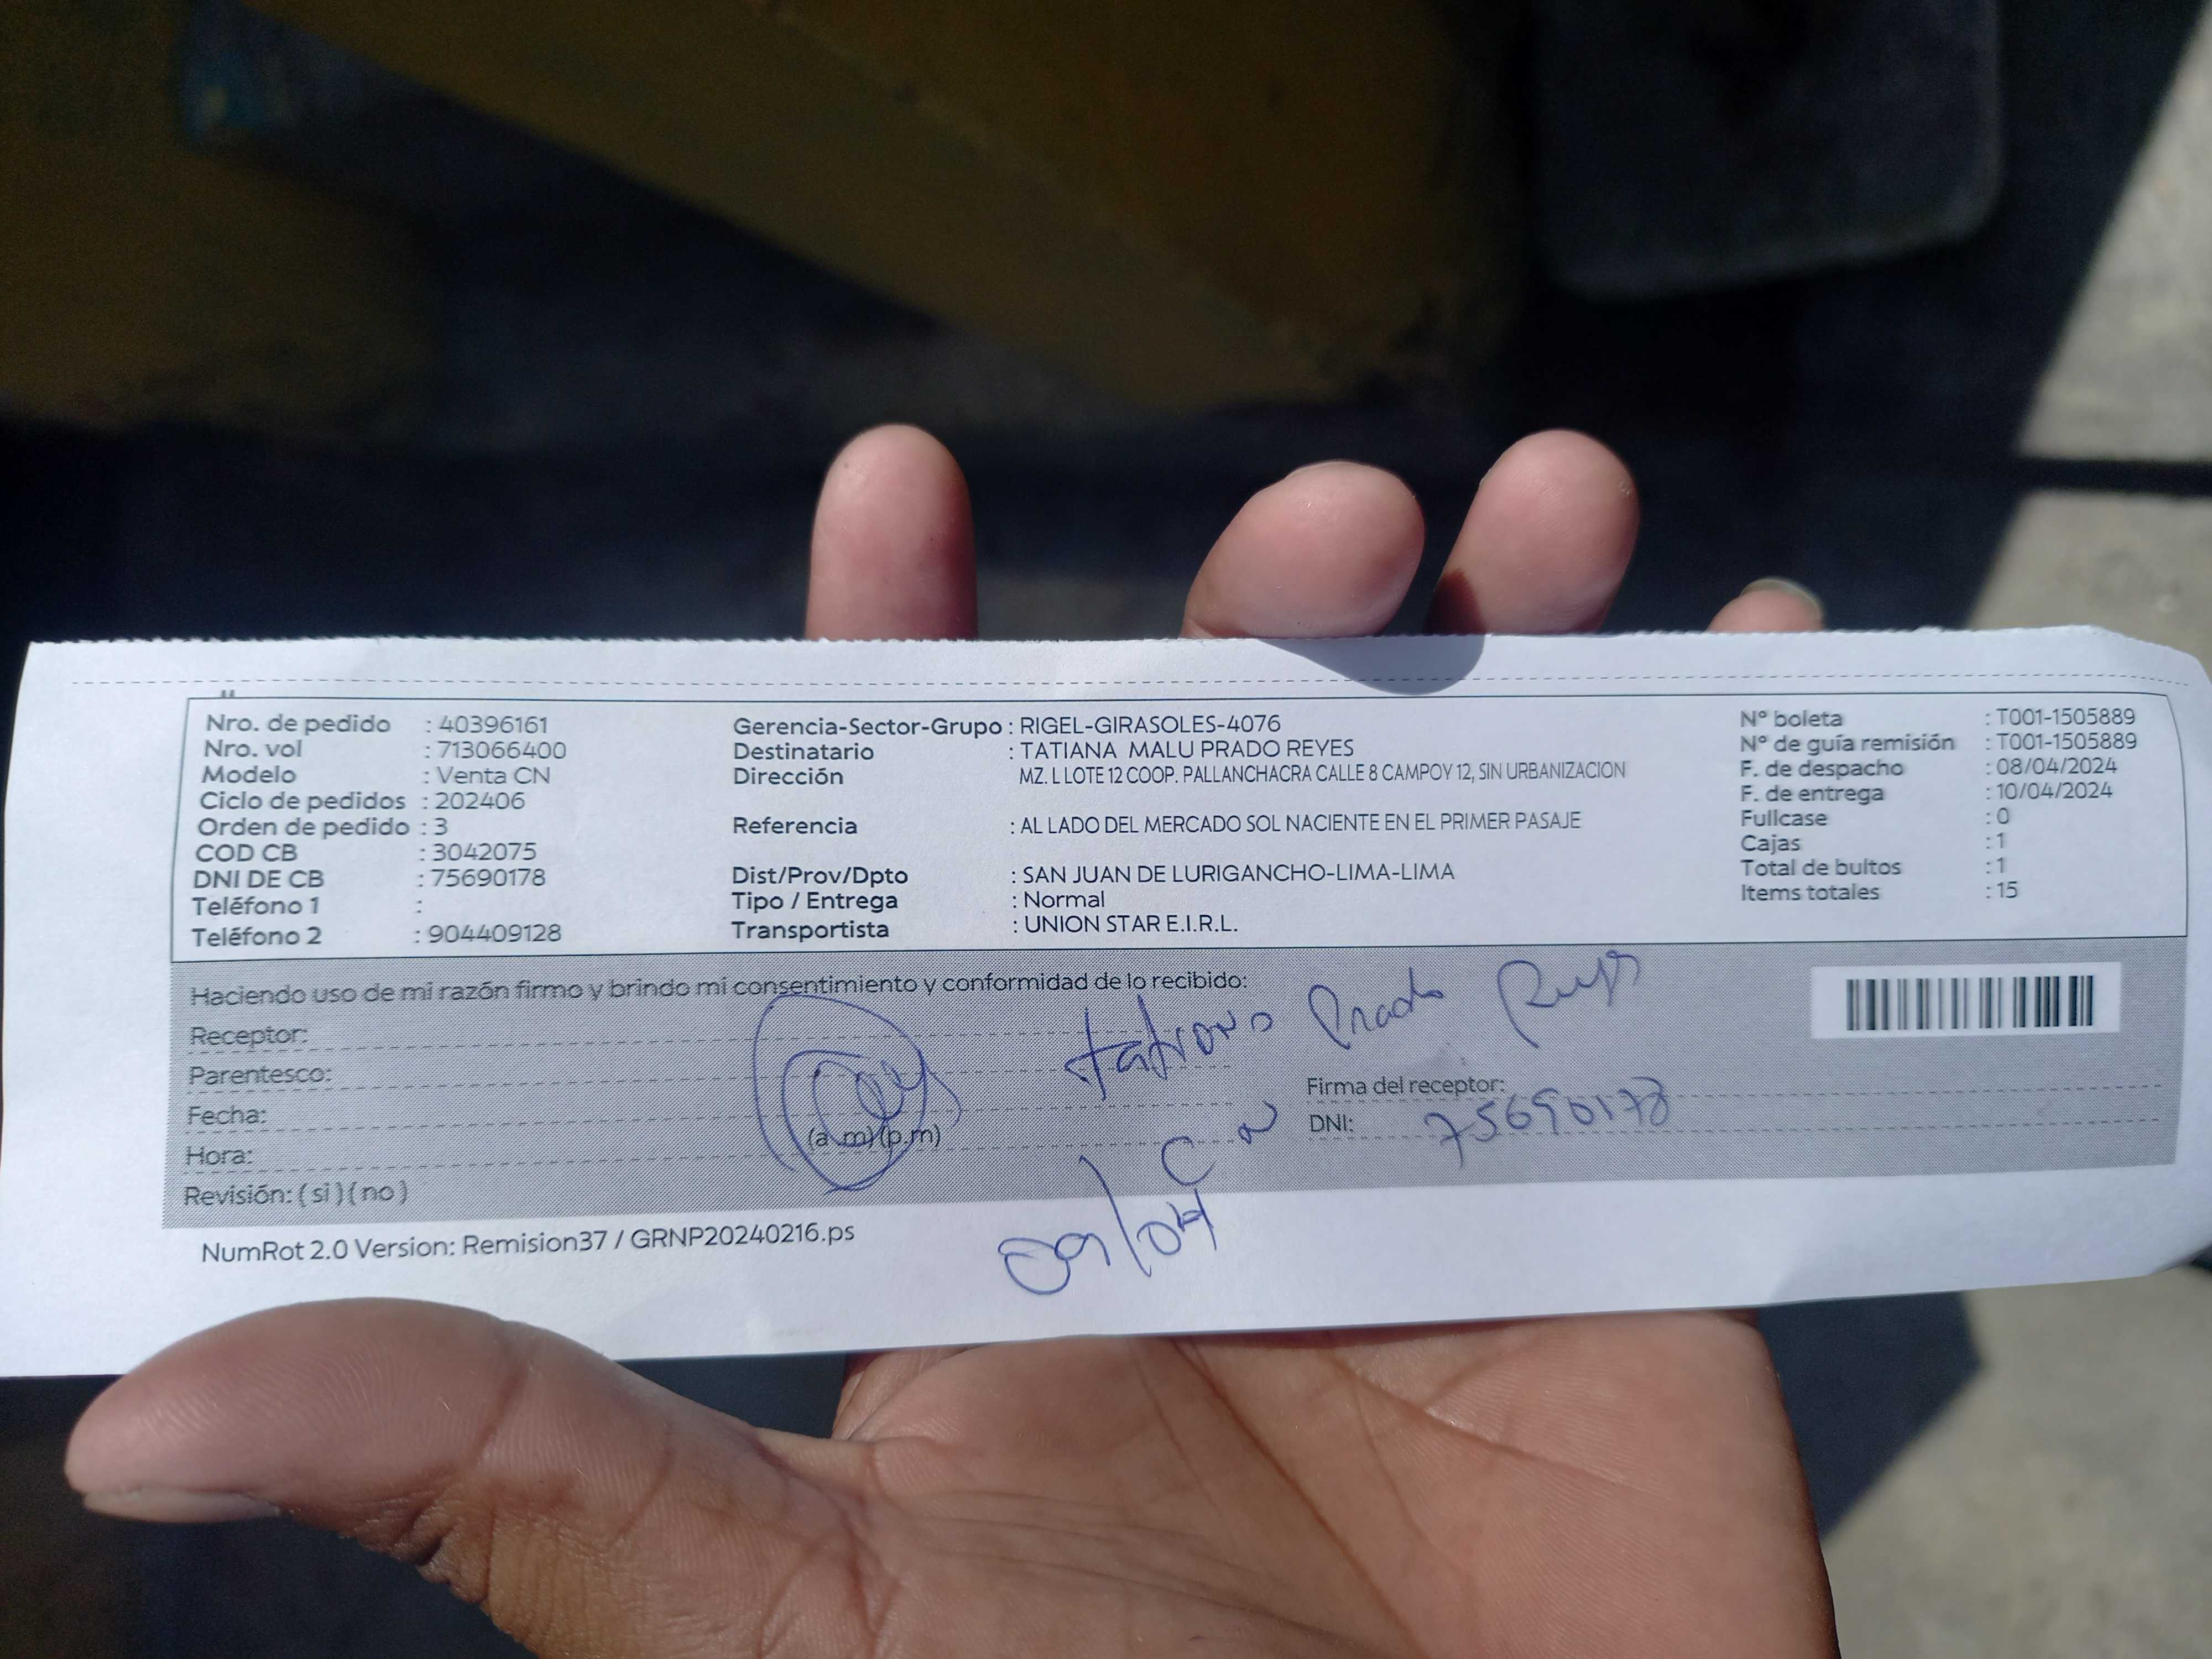 Nro. de pedido : 40396161
Nro. vol : 713066400
Modelo : Venta CN
Ciclo de pedidos : 202406
Orden de pedido : 3
COD CB : 3042075
DNI DE CB : 75690178
Teléfono 1 :
Teléfono 2 : 904409128
Gerencia-Sector-Grupo : RIGEL-GIRASOLES-4076
Destinatario : TATIANA MALU PRADO REYES
Dirección MZ. L LOTE 12 COOP. PALLANCHACRA CALLE 8 CAMPOY 12, SIN URBANIZACION
Referencia : AL LADO DEL MERCADO SOL NACIENTE EN EL PRIMER PASAJE
Dist/Prov/Dpto : SAN JUAN DE LURIGANCHO-LIMA-LIMA
Tipo / Entrega : Normal
Transportista : UNION STAR E.I.R.L.
N° boleta : T001-1505889
N° de guía remisión : T001-1505889
F. de despacho : 08/04/2024
F. de entrega : 10/04/2024
Fullcase : 0
Cajas : 1
Total de bultos : 1
Items totales : 15
Haciendo uso de mi razón firmo y brindo mi consentimiento y conformidad de lo recibido:
Receptor:
Tatiana Prado Reyes
Parentesco:
Firma del receptor:
Fecha:
DNI: 75690178
(a.m)(p.m)
Hora:
Revisión: (si)(no)
09/04
NumRot 2.0 Version: Remision37 / GRNP20240216.ps